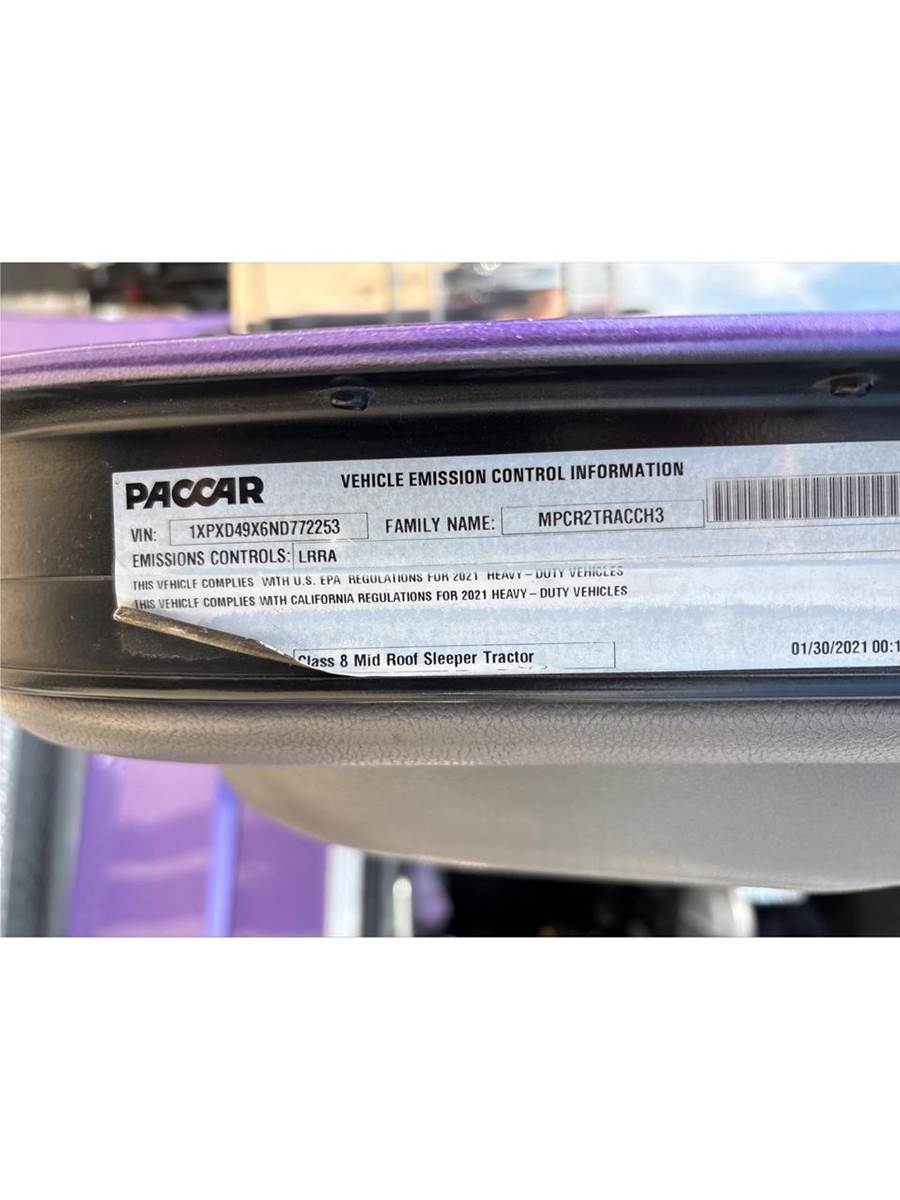 PACCAR
VEHICLE EMISSION CONTROL INFORMATION
VIN: 1XPXD49X6ND772253 FAMILY NAME: MPCR2TRACCH3
EMISSIONS CONTROLS: LRRA
THIS VEHICLE COMPLIES WITH U.S. EPA REGULATIONS FOR 2021 HEAVY – DUTY VEHICLES
THIS VEHICLE COMPLIES WITH CALIFORNIA REGULATIONS FOR 2021 HEAVY – DUTY VEHICLES
Class 8 Mid Roof Sleeper Tractor
01/30/2021 00:1